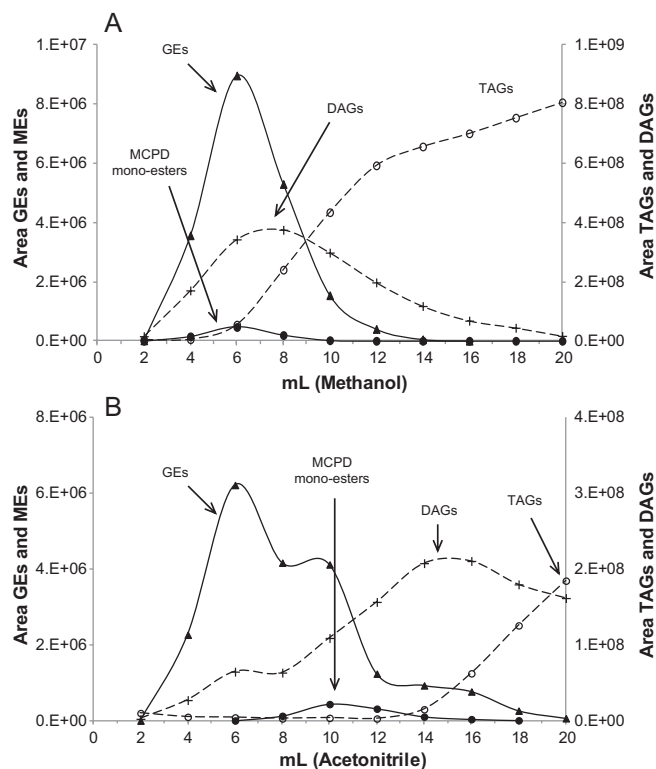 A
GEs
TAGs
DAGs
MCPD
mono-esters
1.E+07
8.E+06
6.E+06
4.E+06
2.E+06
0.E+00
Area GEs and MEs
1.E+09
8.E+08
6.E+08
4.E+08
2.E+08
0.E+00
Area TAGs and DAGs
0 2 4 6 8 10 12 14 16 18 20
mL (Methanol)
B
GEs
MCPD
mono-esters
DAGs
TAGs
8.E+06
6.E+06
4.E+06
2.E+06
0.E+00
Area GEs and MEs
4.E+08
3.E+08
2.E+08
1.E+08
0.E+00
Area TAGs and DAGs
0 2 4 6 8 10 12 14 16 18 20
mL (Acetonitrile)